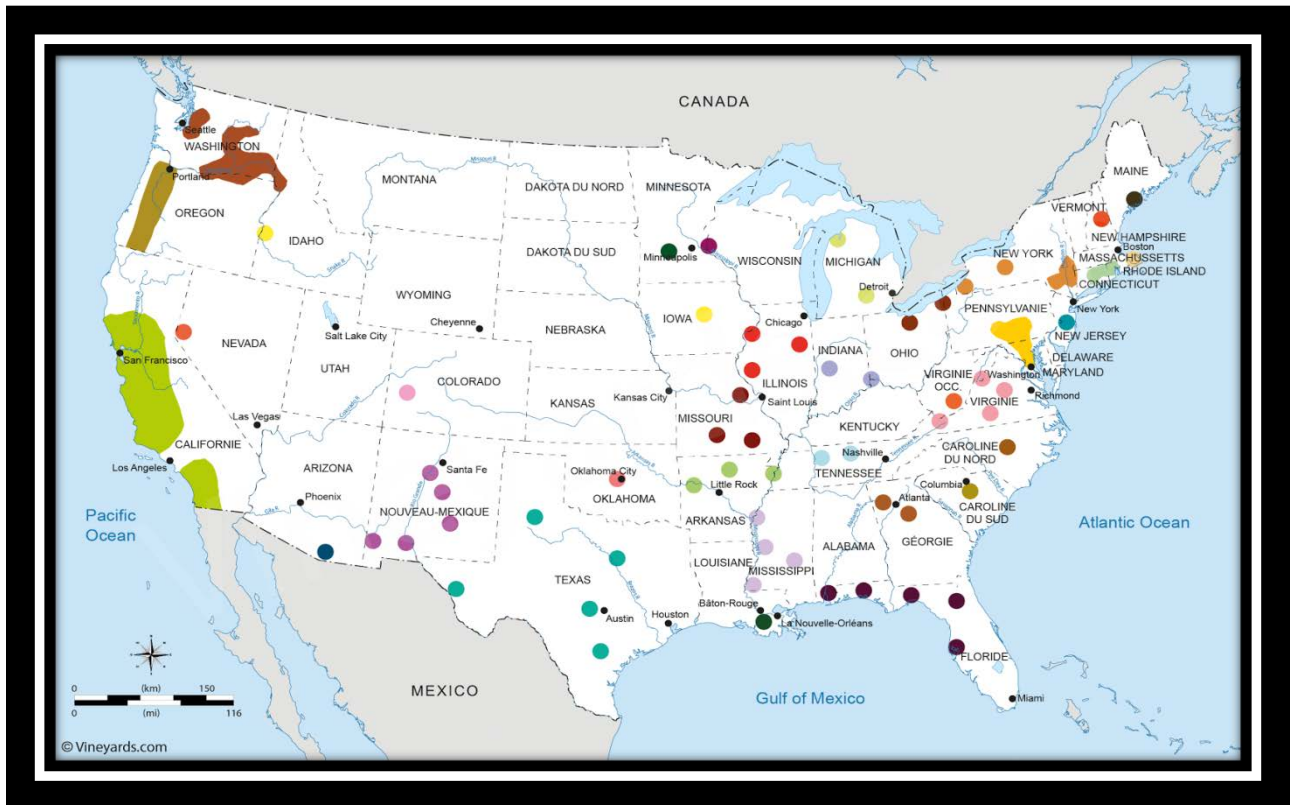 CANADA
Seattle
WASHINGTON
Portland
OREGON
IDAHO
MONTANA
DAKOTA DU NORD
MINNESOTA
DAKOTA DU SUD
Minneapolis
WISCONSIN
MICHIGAN
Detroit
MAINE
VERMONT
NEW HAMPSHIRE
Boston
NEW YORK
MASSACHUSSETTS
RHODE ISLAND
CONNECTICUT
New York
WYOMING
Cheyenne
NEBRASKA
IOWA
Chicago
PENNSYLVANIE
NEW JERSEY
DELAWARE
MARYLAND
Washington
NEVADA
Salt Lake City
UTAH
COLORADO
San Francisco
KANSAS
Kansas City
ILLINOIS
Saint Louis
INDIANA
OHIO
VIRGINIE
OCC.
VIRGINIE
Richmond
Las Vegas
CALIFORNIE
Los Angeles
ARIZONA
Phoenix
Santa Fe
NOUVEAU-MEXIQUE
Oklahoma City
OKLAHOMA
MISSOURI
KENTUCKY
Nashville
TENNESSEE
CAROLINE
DU NORD
Columbia
CAROLINE
DU SUD
Little Rock
ARKANSAS
Atlanta
GÉORGIE
ALABAMA
MISSISSIPPI
LOUISIANE
Bâton-Rouge
La Nouvelle-Orléans
TEXAS
Austin
Houston
FLORIDE
Miami
Pacific
Ocean
Atlantic Ocean
Gulf of Mexico
MEXICO
0 (km) 150
0 (mi) 116
© Vineyards.com